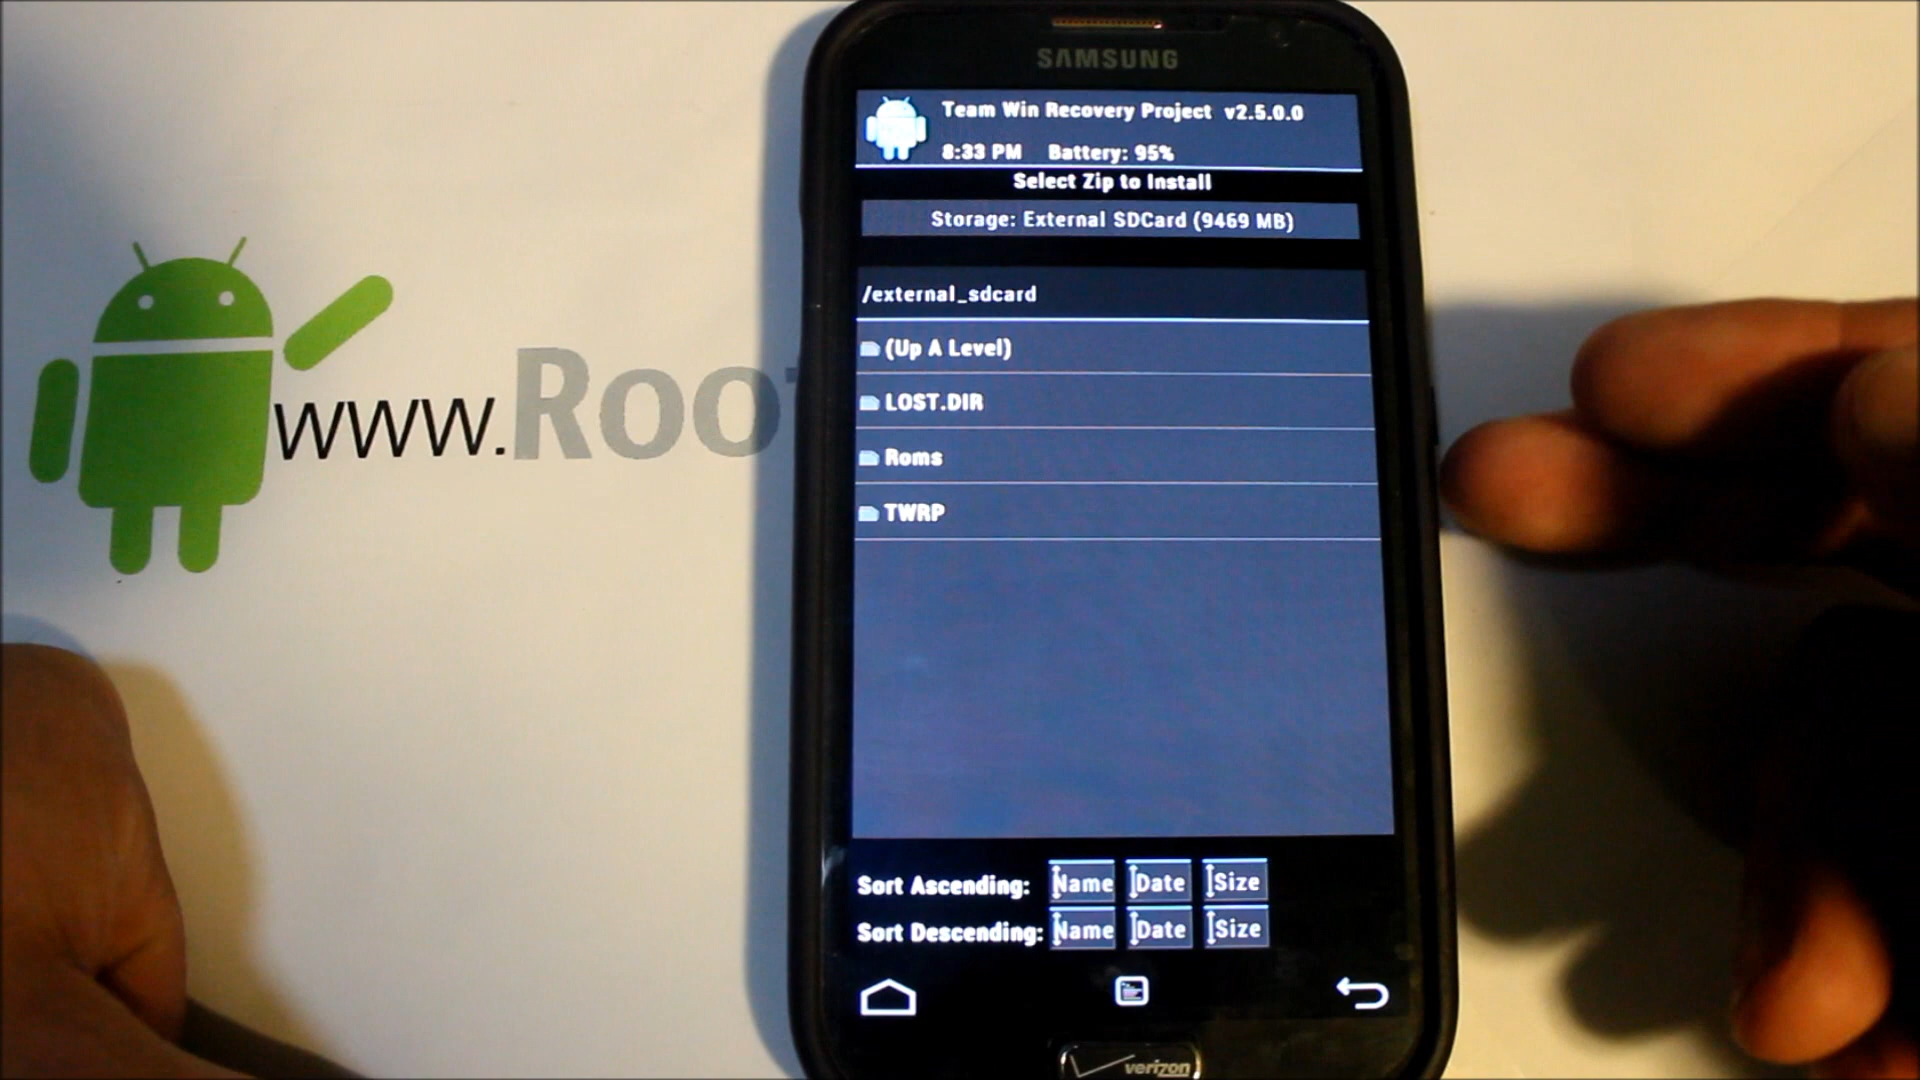 SAMSUNG
Team Win Recovery Project v2.5.0.0
8:33 PM Battery: 95%
Select Zip to Install
Storage: External SDCard (9469 MB)
/external_sdcard
(Up A Level)
LOST.DIR
Roms
TWRP
Sort Ascending: Name Date Size
Sort Descending: Name Date Size
verizon
www.Roo